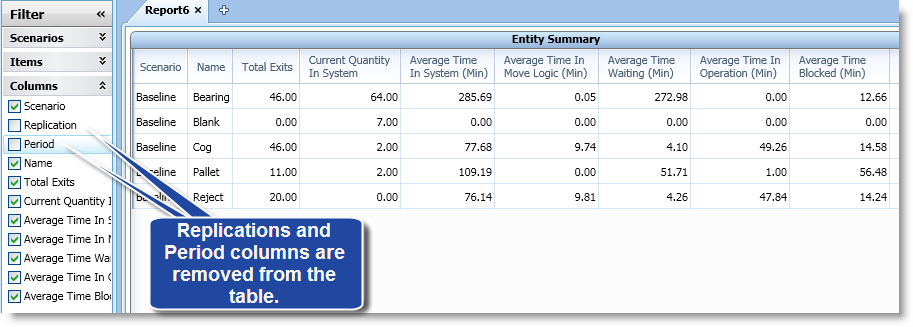 Filter «
Scenarios
Items
Columns
Scenario
Replication
Period
Name
Total Exits
Current Quantity I
Average Time In S
Average Time In M
Average Time Wai
Average Time In O
Average Time Bloc
Report6 ×
Entity Summary
Scenario Name Total Exits Current Quantity In System Average Time In System (Min) Average Time In Move Logic (Min) Average Time Waiting (Min) Average Time In Operation (Min) Average Time Blocked (Min)
Baseline Bearing 46.00 64.00 285.69 0.05 272.98 0.00 12.66
Baseline Blank 0.00 7.00 0.00 0.00 0.00 0.00 0.00
Baseline Cog 46.00 2.00 77.68 9.74 4.10 49.26 14.58
Baseline Pallet 11.00 2.00 109.19 0.00 51.71 1.00 56.48
Baseline Reject 20.00 0.00 76.14 9.81 4.26 47.84 14.24
Replications and
Period columns are
removed from the
table.